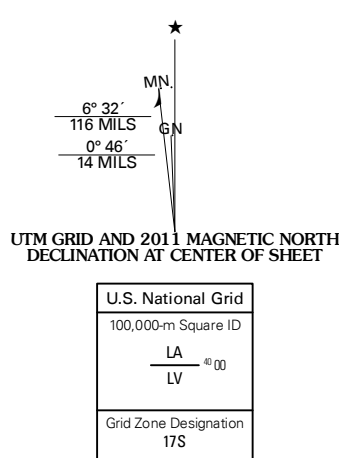 ★
MN.
6° 32´
116 MILS
GN
0° 46´
14 MILS
UTM GRID AND 2011 MAGNETIC NORTH
DECLINATION AT CENTER OF SHEET
U.S. National Grid
100,000-m Square ID
LA
40 00
LV
Grid Zone Designation
17S